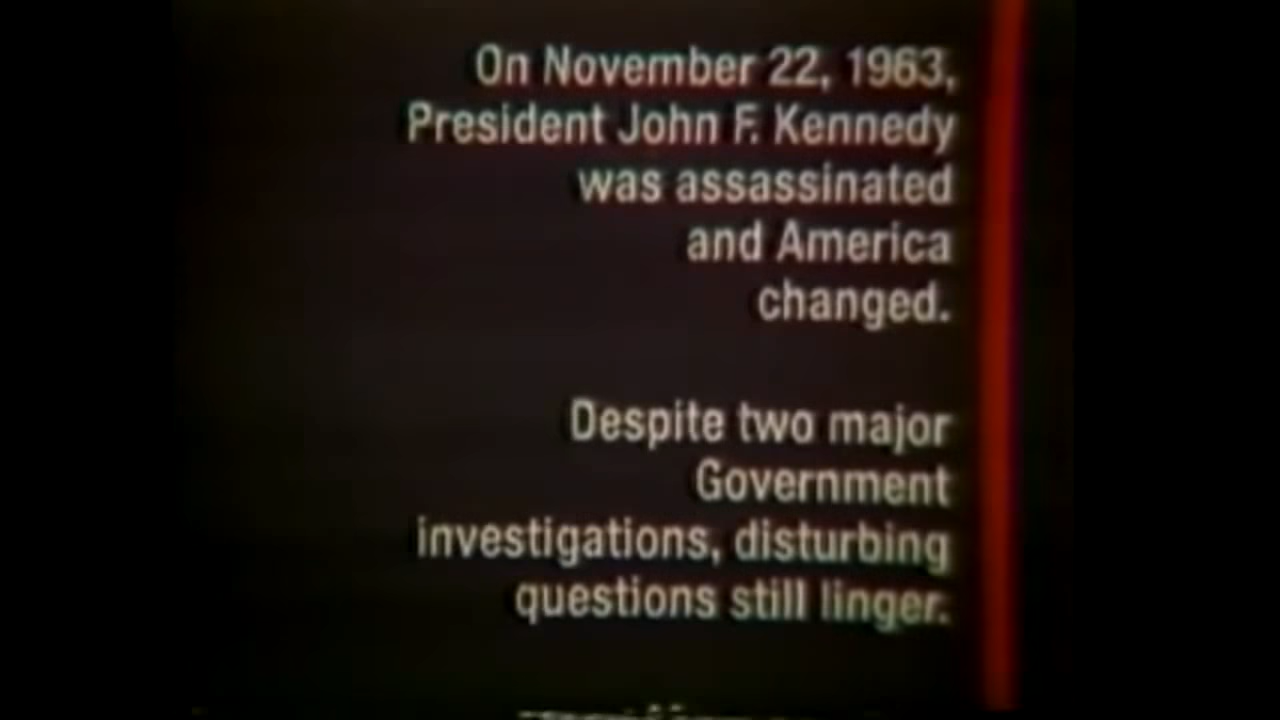 On November 22, 1963,
President John F. Kennedy
was assassinated
and America
changed.
Despite two major
Government
investigations, disturbing
questions still linger.